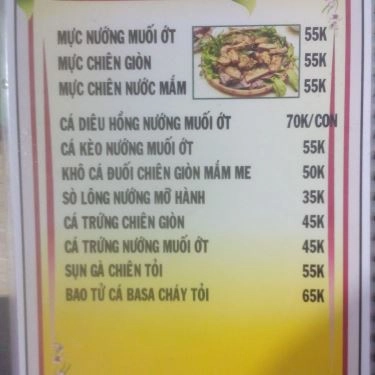 MỰC NƯỚNG MUỐI ỚT 55K
MỰC CHIÊN GIÒN 55K
MỰC CHIÊN NƯỚC MẮM 55K
CÁ DIÊU HỒNG NƯỚNG MUỐI ỚT 70K/CON
CÁ KÈO NƯỚNG MUỐI ỚT 55K
KHÔ CÁ ĐUỐI CHIÊN GIÒN MẮM ME 50K
SÒ LÔNG NƯỚNG MỠ HÀNH 35K
CÁ TRỨNG CHIÊN GIÒN 45K
CÁ TRỨNG NƯỚNG MUỐI ỚT 45K
SỤN GÀ CHIÊN TỎI 55K
BAO TỬ CÁ BASA CHÁY TỎI 65K